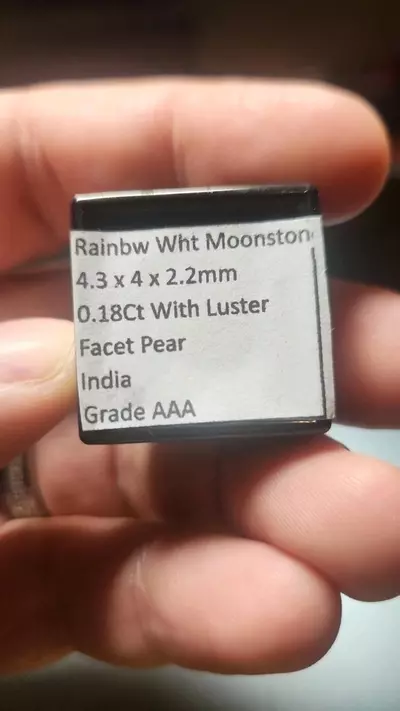 Rainbw Wht Moonston
4.3 x 4 x 2.2mm
0.18Ct With Luster
Facet Pear
India
Grade AAA